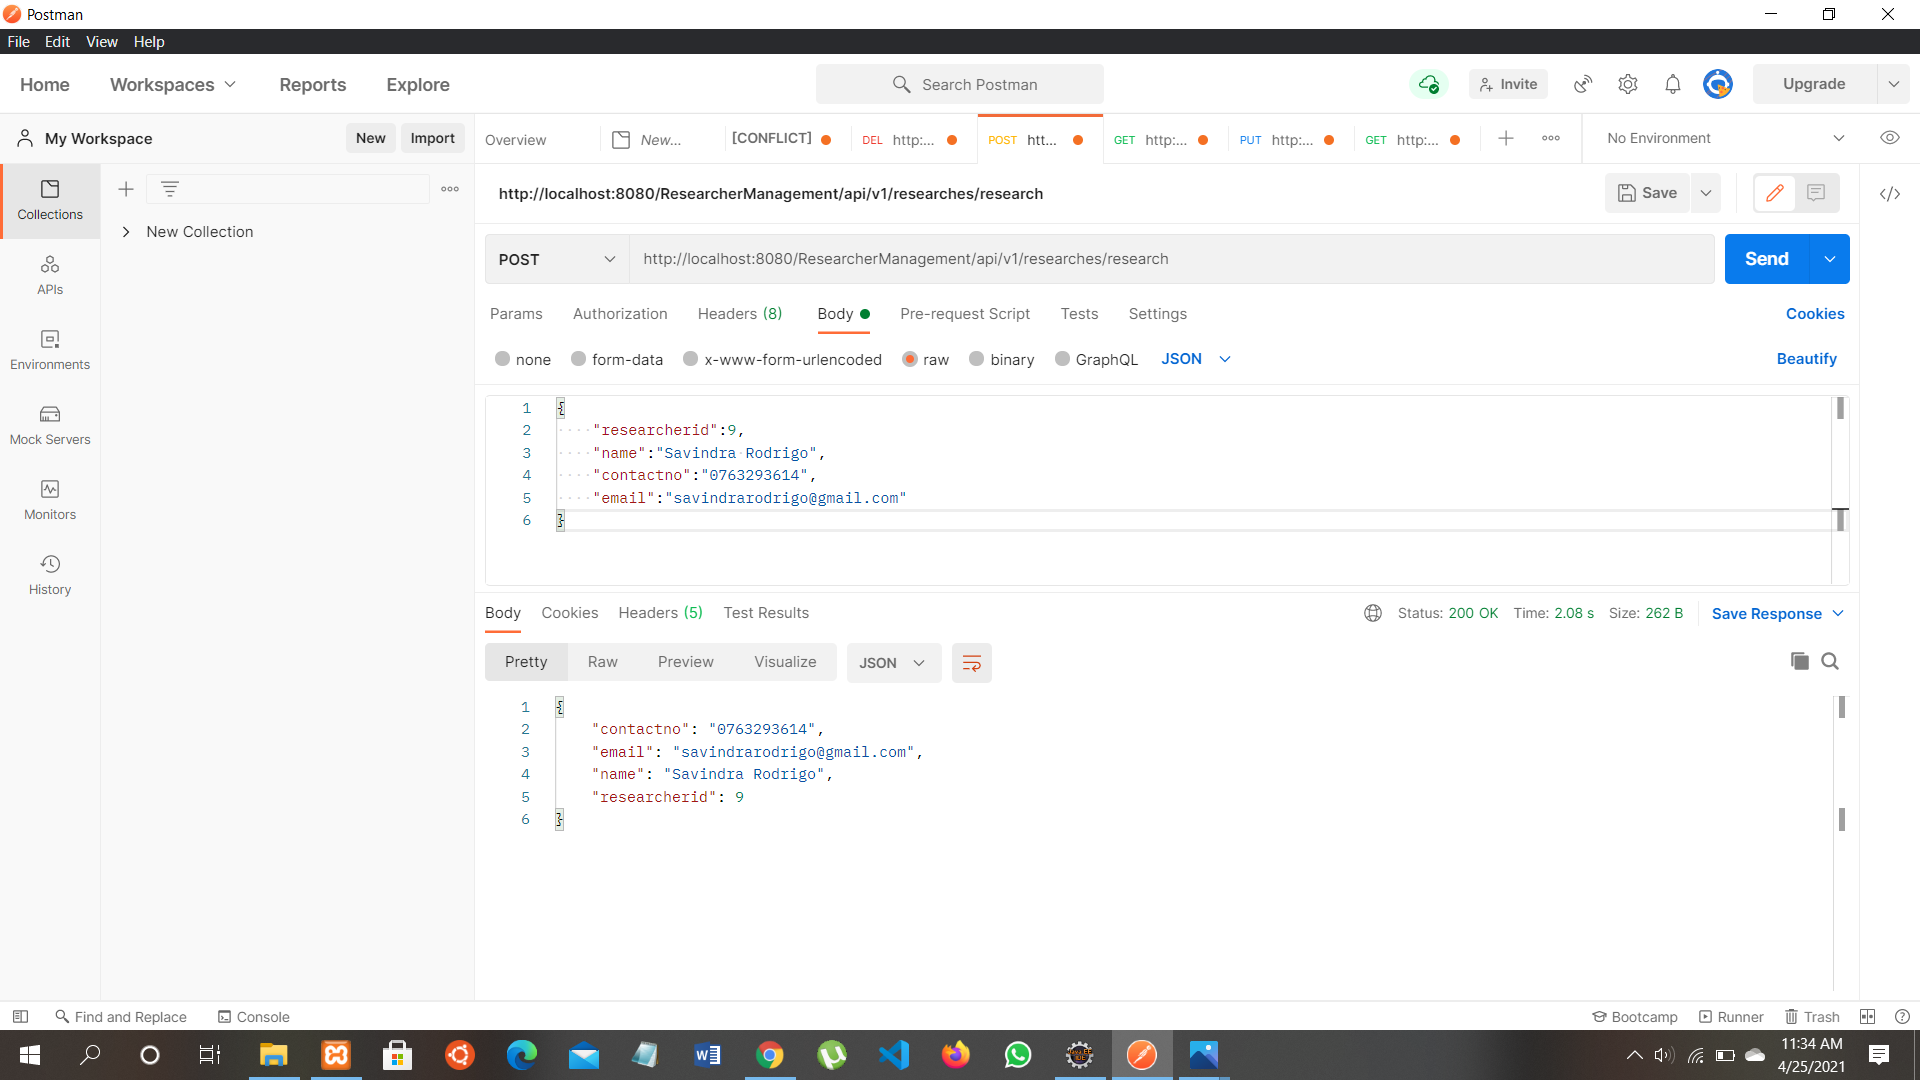 Postman
File Edit View Help
Home Workspaces Reports Explore Search Postman Invite Upgrade
My Workspace New Import
Overview New... [CONFLICT] DEL http:... POST htt... GET http:... PUT http:... GET http:... No Environment
Collections
APIs
Environments
Mock Servers
Monitors
History
New Collection
http://localhost:8080/ResearcherManagement/api/v1/researches/research Save
POST http://localhost:8080/ResearcherManagement/api/v1/researches/research Send
Params Authorization Headers (8) Body Pre-request Script Tests Settings Cookies
none form-data x-www-form-urlencoded raw binary GraphQL JSON Beautify
1 {
2 "researcherid":9,
3 "name":"Savindra Rodrigo",
4 "contactno":"0763293614",
5 "email":"savindrarodrigo@gmail.com"
6 }
Body Cookies Headers (5) Test Results Status: 200 OK Time: 2.08 s Size: 262 B Save Response
Pretty Raw Preview Visualize JSON
1 {
2 "contactno": "0763293614",
3 "email": "savindrarodrigo@gmail.com",
4 "name": "Savindra Rodrigo",
5 "researcherid": 9
6 }
Find and Replace Console Bootcamp Runner Trash
11:34 AM
4/25/2021